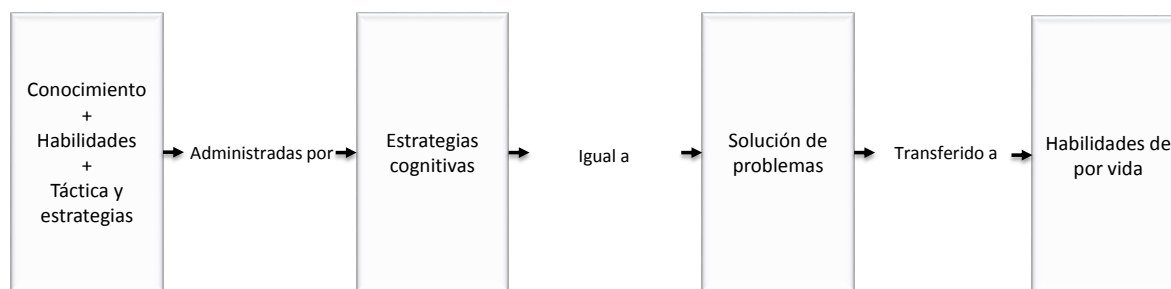 Conocimiento
+
Habilidades
+
Táctica y
estrategias
Administradas por
Estrategias
cognitivas
Igual a
Solución de
problemas
Transferido a
Habilidades de
por vida